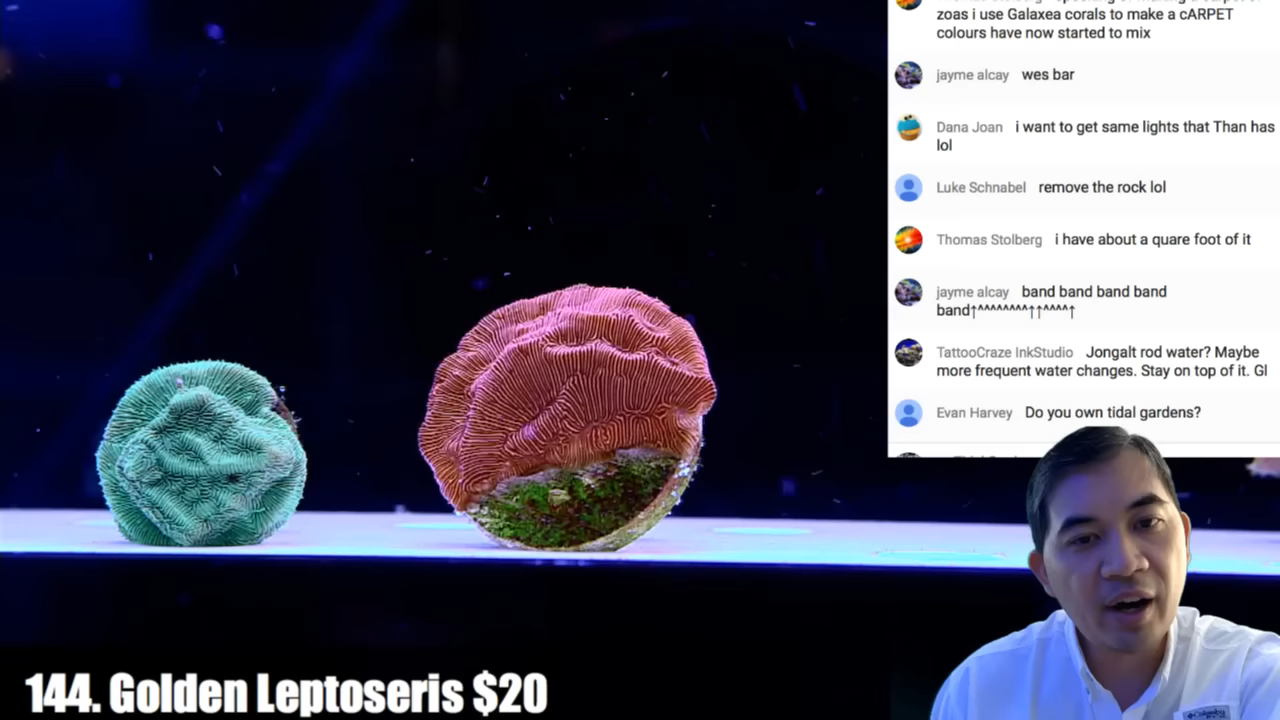 zoas i use Galaxea corals to make a cARPET
colours have now started to mix
jayme alcay wes bar
Dana Joan i want to get same lights that Than has
lol
Luke Schnabel remove the rock lol
Thomas Stolberg i have about a quare foot of it
jayme alcay band band band band
band↑^^^^^^^^↑↑^^^^↑
TattooCraze InkStudio Jongalt rod water? Maybe
more frequent water changes. Stay on top of it. Gl
Evan Harvey Do you own tidal gardens?
Columbia
144. Golden Leptoseris $20